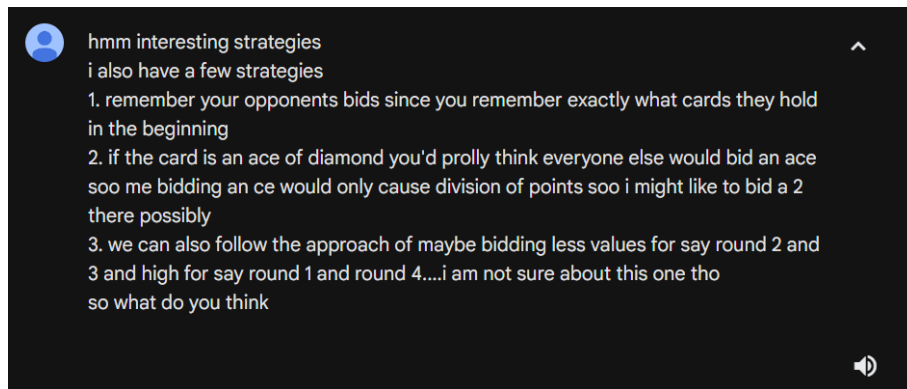 hmm interesting strategies
i also have a few strategies
1. remember your opponents bids since you remember exactly what cards they hold
in the beginning
2. if the card is an ace of diamond you'd prolly think everyone else would bid an ace
soo me bidding an ce would only cause division of points soo i might like to bid a 2
there possibly
3. we can also follow the approach of maybe bidding less values for say round 2 and
3 and high for say round 1 and round 4....i am not sure about this one tho
so what do you think